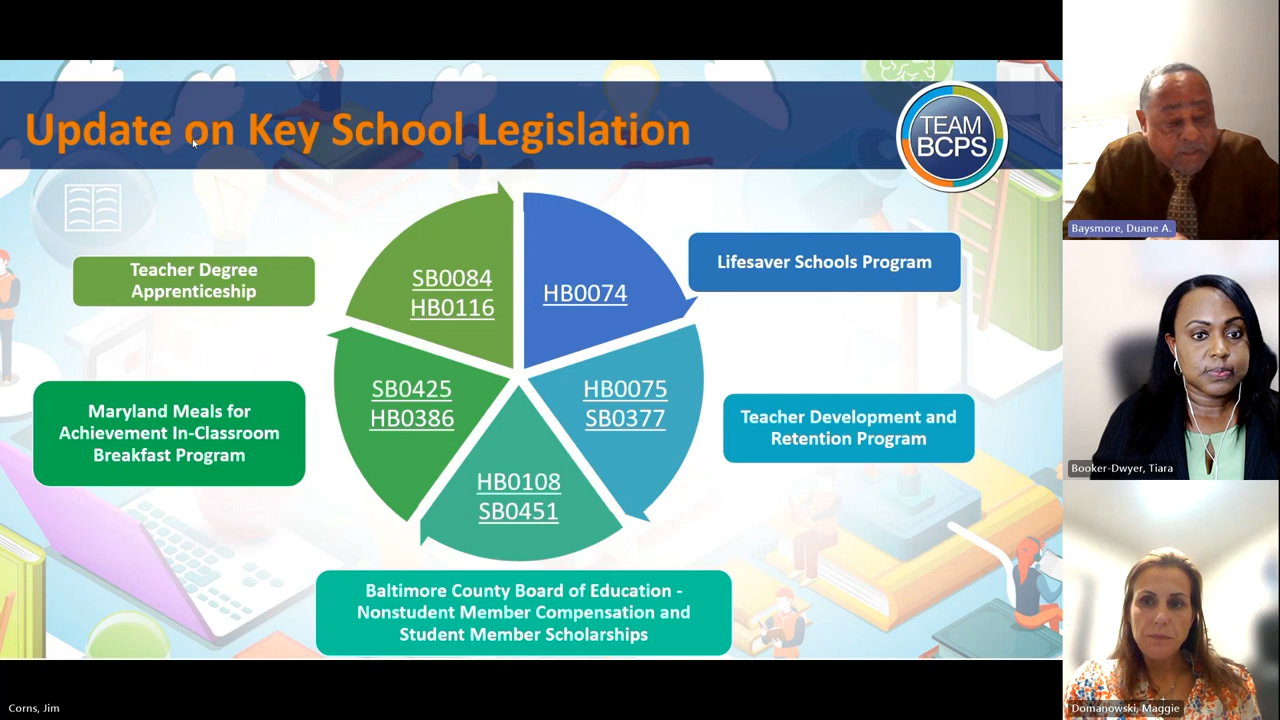 Update on Key School Legislation
TEAM
BCPS
Teacher Degree
Apprenticeship
SB0084
HB0116
HB0074
Lifesaver Schools Program
SB0425
HB0386
HB0075
SB0377
Maryland Meals for
Achievement In-Classroom
Breakfast Program
Teacher Development and
Retention Program
HB0108
SB0451
Baltimore County Board of Education -
Nonstudent Member Compensation and
Student Member Scholarships
Baysmore, Duane A.
Booker-Dwyer, Tiara
Domanowski, Maggie
Corns, Jim